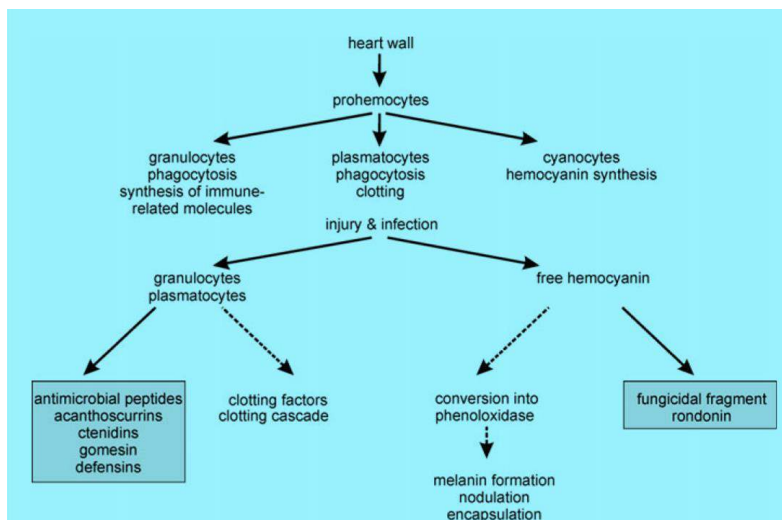 heart wall
prohemocytes
granulocytes
phagocytosis
synthesis of immune-
related molecules
plasmatocytes
phagocytosis
clotting
cyanocytes
hemocyanin synthesis
injury & infection
granulocytes
plasmatocytes
free hemocyanin
antimicrobial peptides
acanthoscurrins
ctenidins
gomesin
defensins
clotting factors
clotting cascade
conversion into
phenoloxidase
fungicidal fragment
rondonin
melanin formation
nodulation
encapsulation